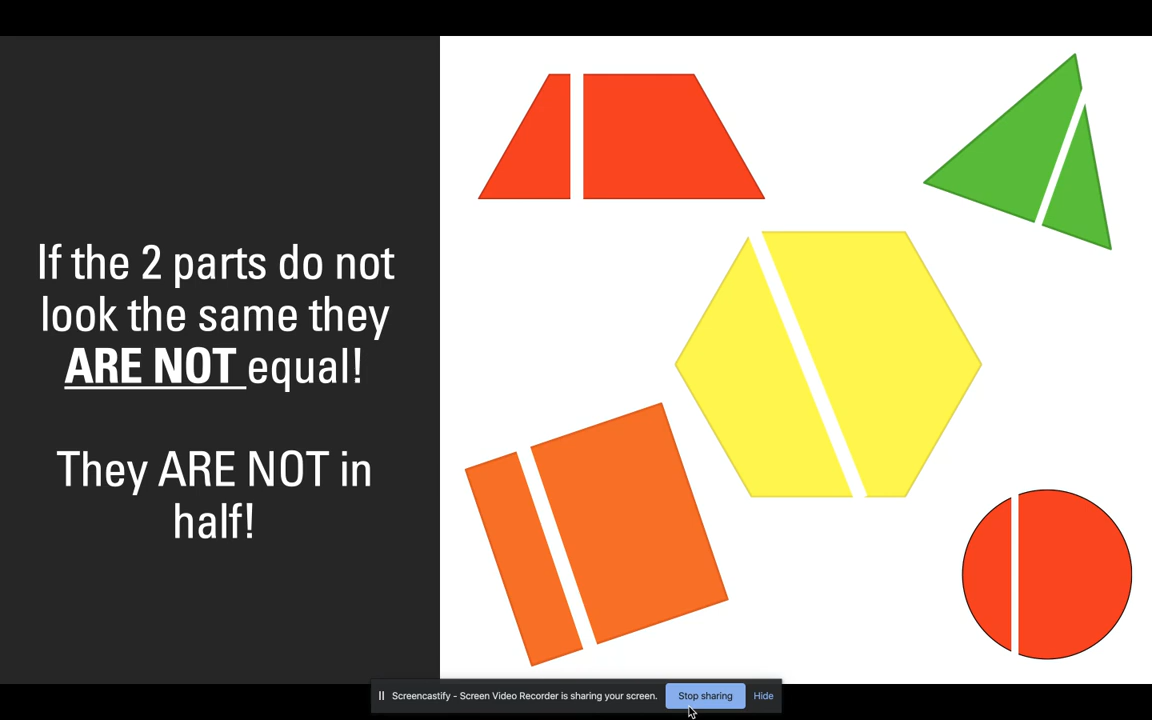 If the 2 parts do not
look the same they
ARE NOT equal!
They ARE NOT in
half!
Screencastify - Screen Video Recorder is sharing your screen.
Stop sharing
Hide